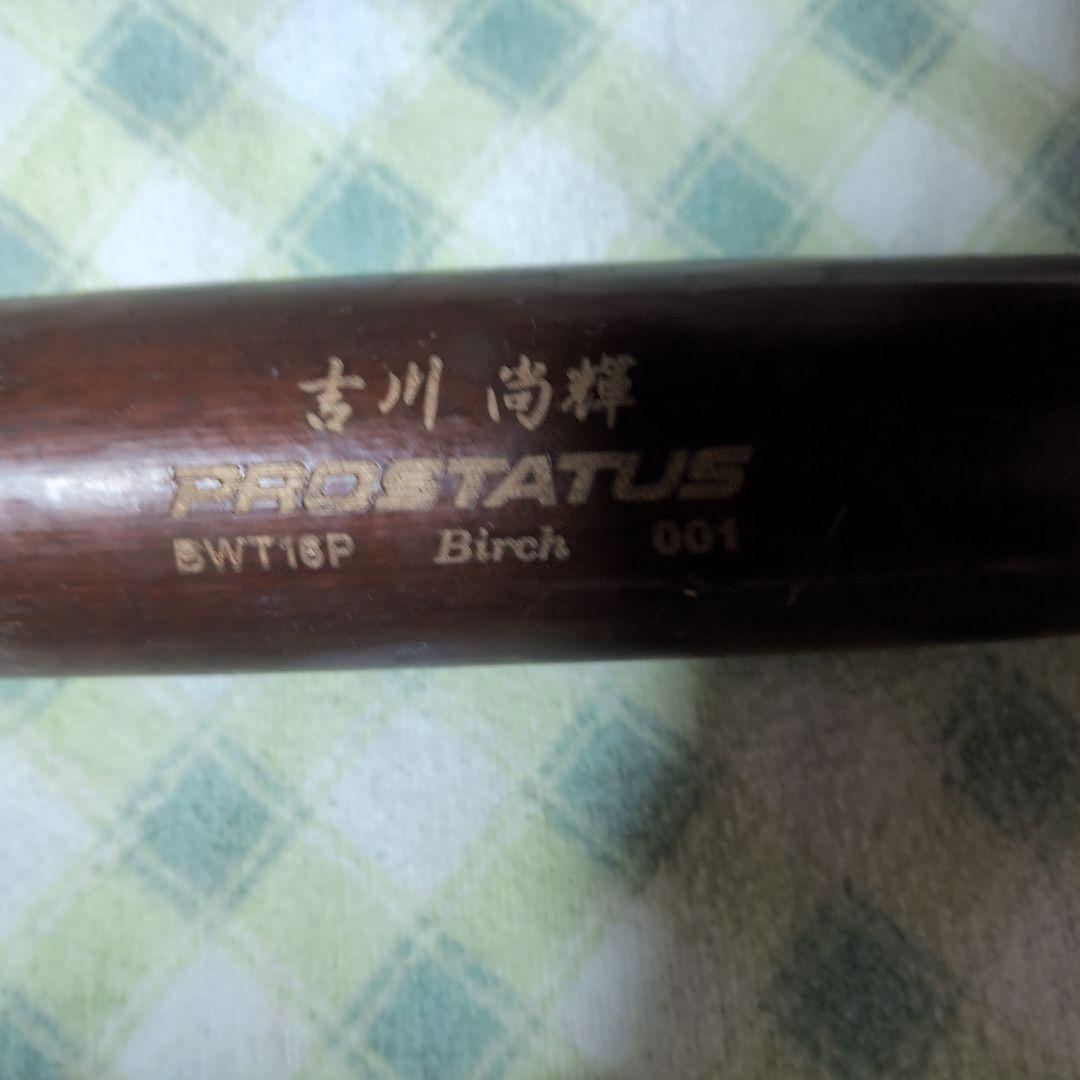 吉川 尚輝
PROSTATUS
BWT16P Birch 001